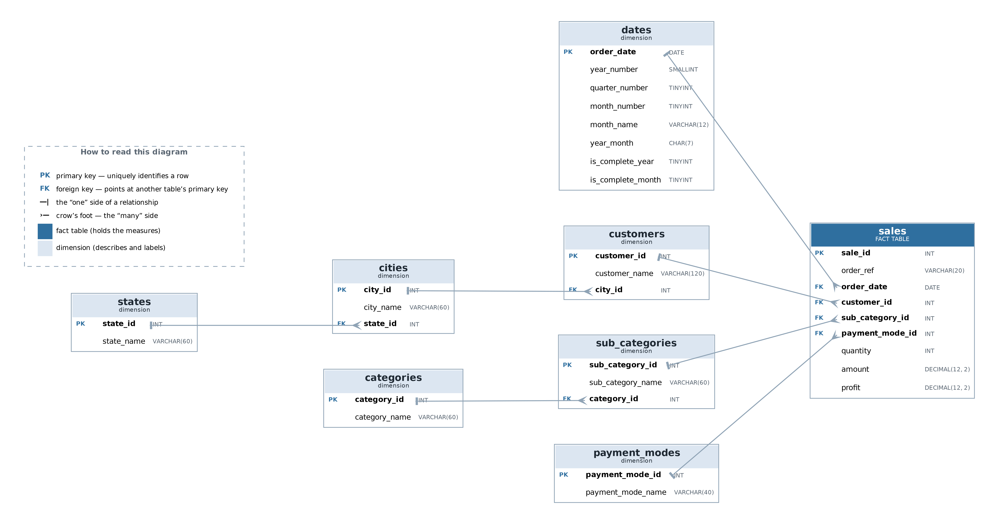 dates
dimension
PK order_date DATE
year_number SMALLINT
quarter_number TINYINT
month_number TINYINT
month_name VARCHAR(12)
year_month CHAR(7)
is_complete_year TINYINT
is_complete_month TINYINT
How to read this diagram
PK primary key — uniquely identifies a row
FK foreign key — points at another table’s primary key
—| the “one” side of a relationship
›— crow’s foot — the “many” side
fact table (holds the measures)
dimension (describes and labels)
states
dimension
PK state_id INT
state_name VARCHAR(60)
cities
dimension
PK city_id INT
city_name VARCHAR(60)
FK state_id INT
categories
dimension
PK category_id INT
category_name VARCHAR(60)
customers
dimension
PK customer_id INT
customer_name VARCHAR(120)
FK city_id INT
sub_categories
dimension
PK sub_category_id INT
sub_category_name VARCHAR(60)
FK category_id INT
payment_modes
dimension
PK payment_mode_id INT
payment_mode_name VARCHAR(40)
sales
FACT TABLE
PK sale_id INT
order_ref VARCHAR(20)
FK order_date DATE
FK customer_id INT
FK sub_category_id INT
FK payment_mode_id INT
quantity INT
amount DECIMAL(12, 2)
profit DECIMAL(12, 2)